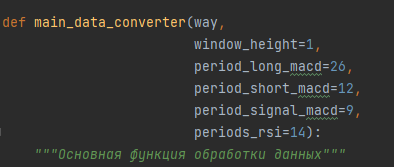 def main_data_converter(way,
window_height=1,
period_long_macd=26,
period_short_macd=12,
period_signal_macd=9,
periods_rsi=14):
"""Основная функция обработки данных"""